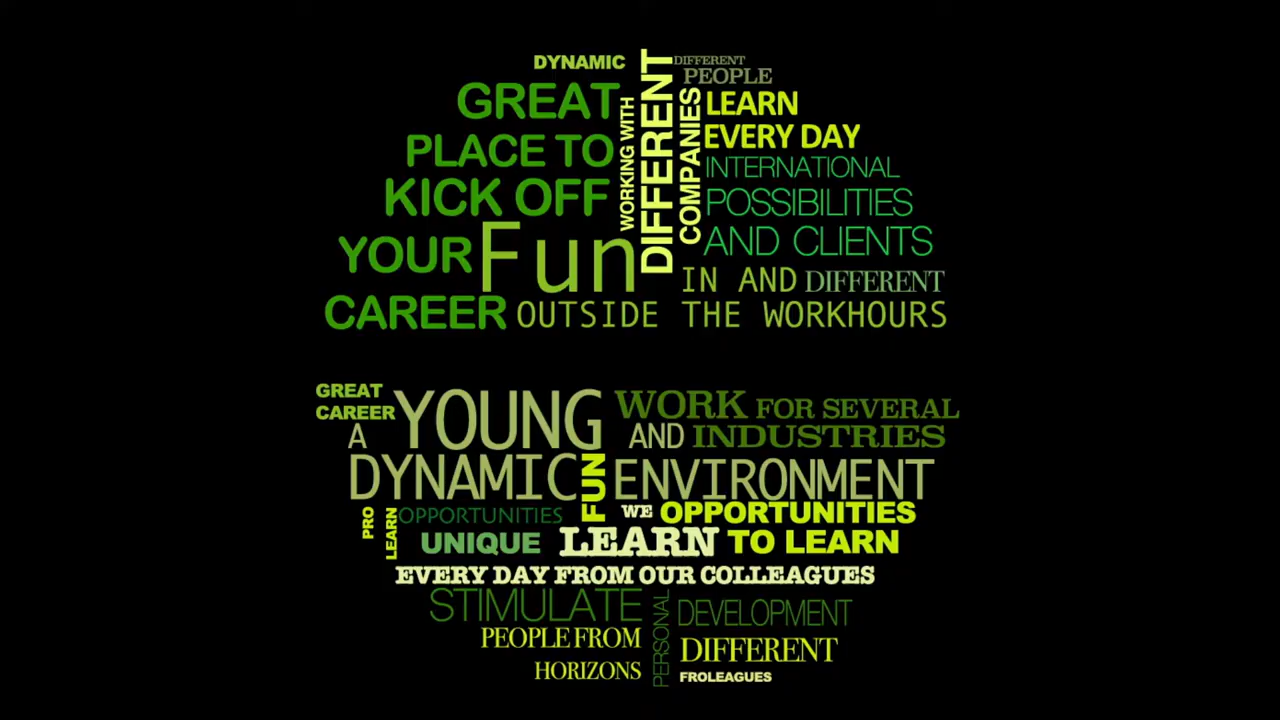 DYNAMIC
GREAT
PLACE TO
KICK OFF
YOUR
CAREER
Fun
WORKING WITH
DIFFERENT
COMPANIES
DIFFERENT
PEOPLE
LEARN
EVERY DAY
INTERNATIONAL
POSSIBILITIES
AND CLIENTS
IN AND DIFFERENT
OUTSIDE THE WORKHOURS
GREAT
CAREER
A YOUNG
DYNAMIC
FUN
WORK FOR SEVERAL
AND INDUSTRIES
ENVIRONMENT
PRO
LEARN
OPPORTUNITIES
UNIQUE
WE OPPORTUNITIES
LEARN TO LEARN
EVERY DAY FROM OUR COLLEAGUES
STIMULATE
PEOPLE FROM
HORIZONS
PERSONAL
DEVELOPMENT
DIFFERENT
FROLEAGUES